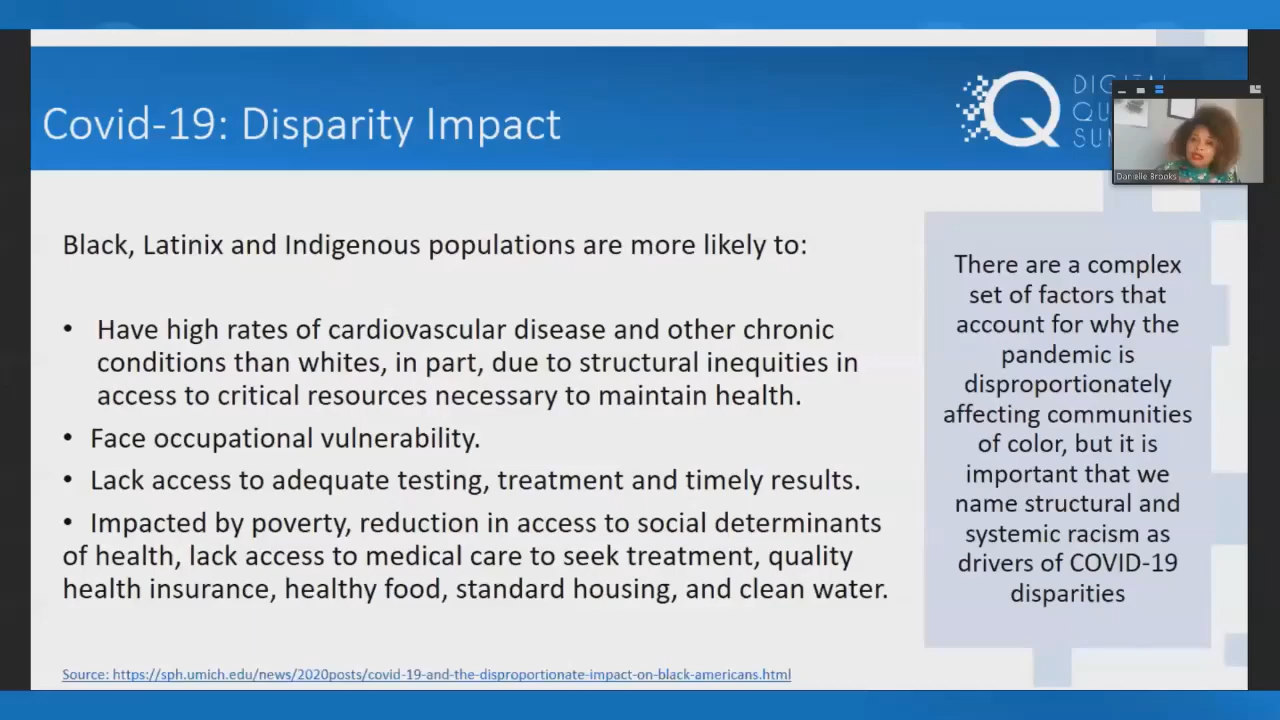 Covid-19: Disparity Impact
Danielle Brooks
Black, Latinix and Indigenous populations are more likely to:
• Have high rates of cardiovascular disease and other chronic
conditions than whites, in part, due to structural inequities in
access to critical resources necessary to maintain health.
• Face occupational vulnerability.
• Lack access to adequate testing, treatment and timely results.
• Impacted by poverty, reduction in access to social determinants
of health, lack access to medical care to seek treatment, quality
health insurance, healthy food, standard housing, and clean water.
There are a complex
set of factors that
account for why the
pandemic is
disproportionately
affecting communities
of color, but it is
important that we
name structural and
systemic racism as
drivers of COVID-19
disparities
Source: https://sph.umich.edu/news/2020posts/covid-19-and-the-disproportionate-impact-on-black-americans.html